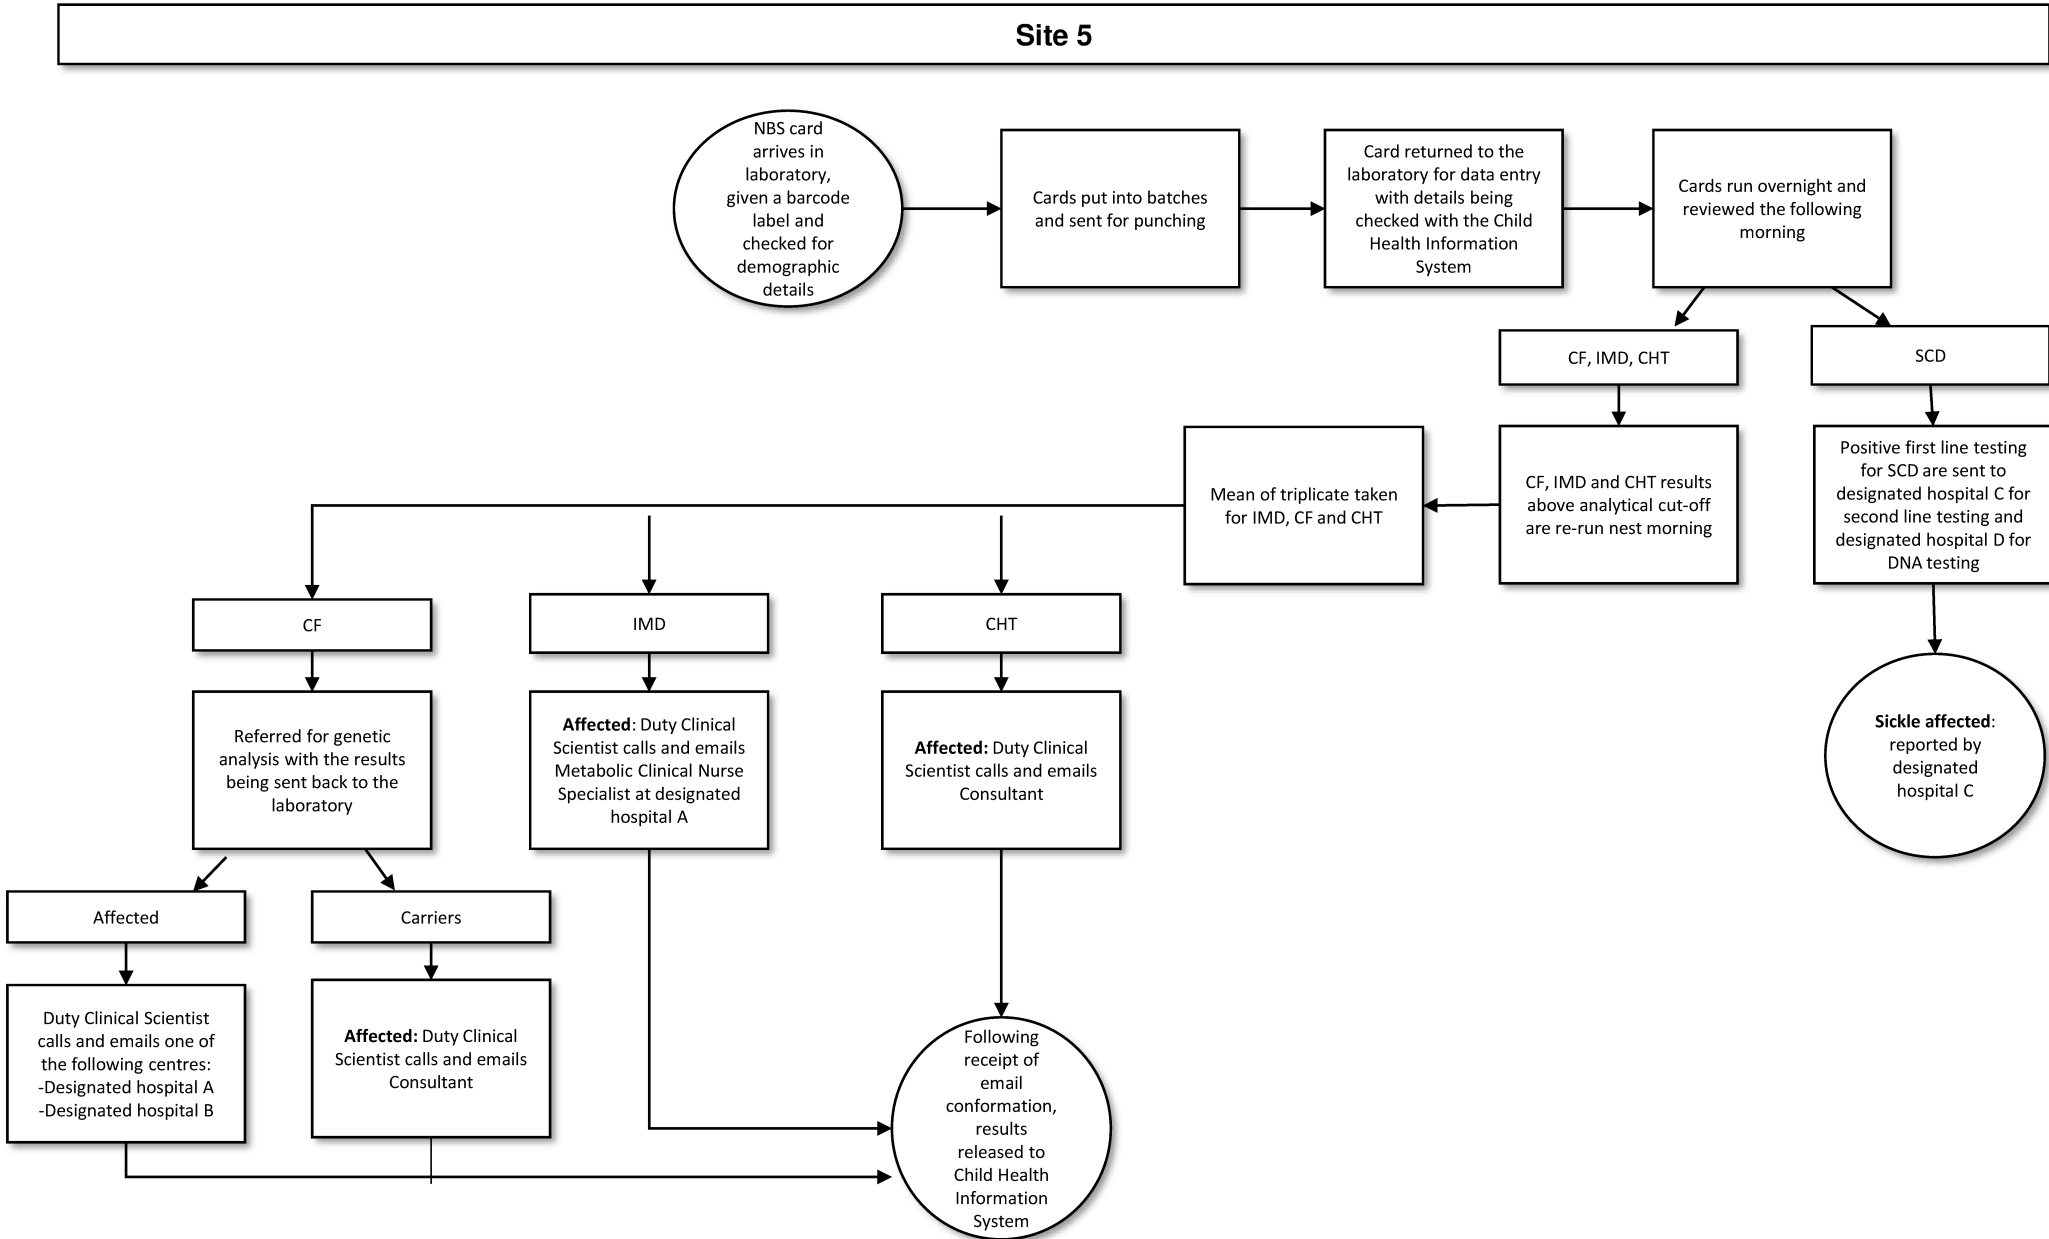 Site 5
NBS card
arrives in
laboratory,
given a barcode
label and
checked for
demographic
details
Cards put into batches
and sent for punching
Card returned to the
laboratory for data entry
with details being
checked with the Child
Health Information
System
Cards run overnight and
reviewed the following
morning
CF, IMD, CHT
SCD
Mean of triplicate taken
for IMD, CF and CHT
CF, IMD and CHT results
above analytical cut-off
are re-run nest morning
Positive first line testing
for SCD are sent to
designated hospital C for
second line testing and
designated hospital D for
DNA testing
CF
IMD
CHT
Referred for genetic
analysis with the results
being sent back to the
laboratory
Affected: Duty Clinical
Scientist calls and emails
Metabolic Clinical Nurse
Specialist at designated
hospital A
Affected: Duty Clinical
Scientist calls and emails
Consultant
Sickle affected:
reported by
designated
hospital C
Affected
Carriers
Duty Clinical Scientist
calls and emails one of
the following centres:
-Designated hospital A
-Designated hospital B
Affected: Duty Clinical
Scientist calls and emails
Consultant
Following
receipt of
email
conformation,
results
released to
Child Health
Information
System